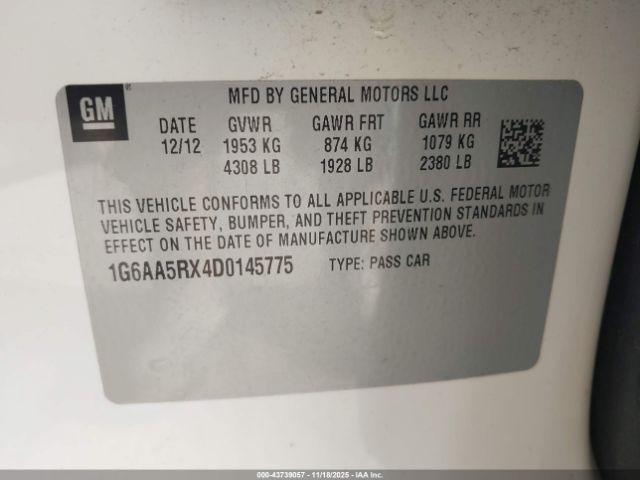 GM
MFD BY GENERAL MOTORS LLC
DATE GVWR GAWR FRT GAWR RR
12/12 1953 KG 874 KG 1079 KG
4308 LB 1928 LB 2380 LB
THIS VEHICLE CONFORMS TO ALL APPLICABLE U.S. FEDERAL MOTOR
VEHICLE SAFETY, BUMPER, AND THEFT PREVENTION STANDARDS IN
EFFECT ON THE DATE OF MANUFACTURE SHOWN ABOVE.
1G6AA5RX4D0145775 TYPE: PASS CAR
000-43739057 11/18/2025 IAA Inc.